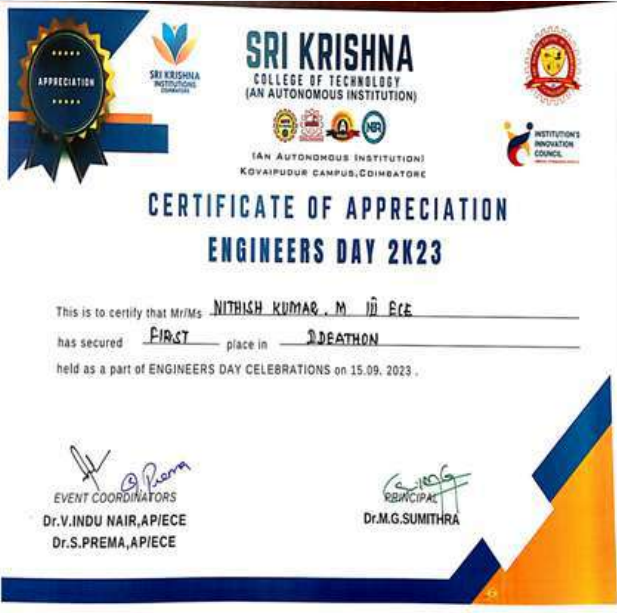 APPRECIATION
SRI KRISHNA
INSTITUTIONS
COIMBATORE
SRI KRISHNA
COLLEGE OF TECHNOLOGY
(AN AUTONOMOUS INSTITUTION)
NBA
(AN AUTONOMOUS INSTITUTION)
KOVAIPUDUR CAMPUS,COIMBATORE
INSTITUTION'S
INNOVATION
COUNCIL
CERTIFICATE OF APPRECIATION
ENGINEERS DAY 2K23
This is to certify that Mr/Ms NITHISH KUMAR. M III ECE
has secured FIRST place in IDEATHON
held as a part of ENGINEERS DAY CELEBRATIONS on 15.09. 2023 .
S. Prema
EVENT COORDINATORS
PRINCIPAL
Dr.V.INDU NAIR,AP/ECE
Dr.M.G.SUMITHRA
Dr.S.PREMA,AP/ECE